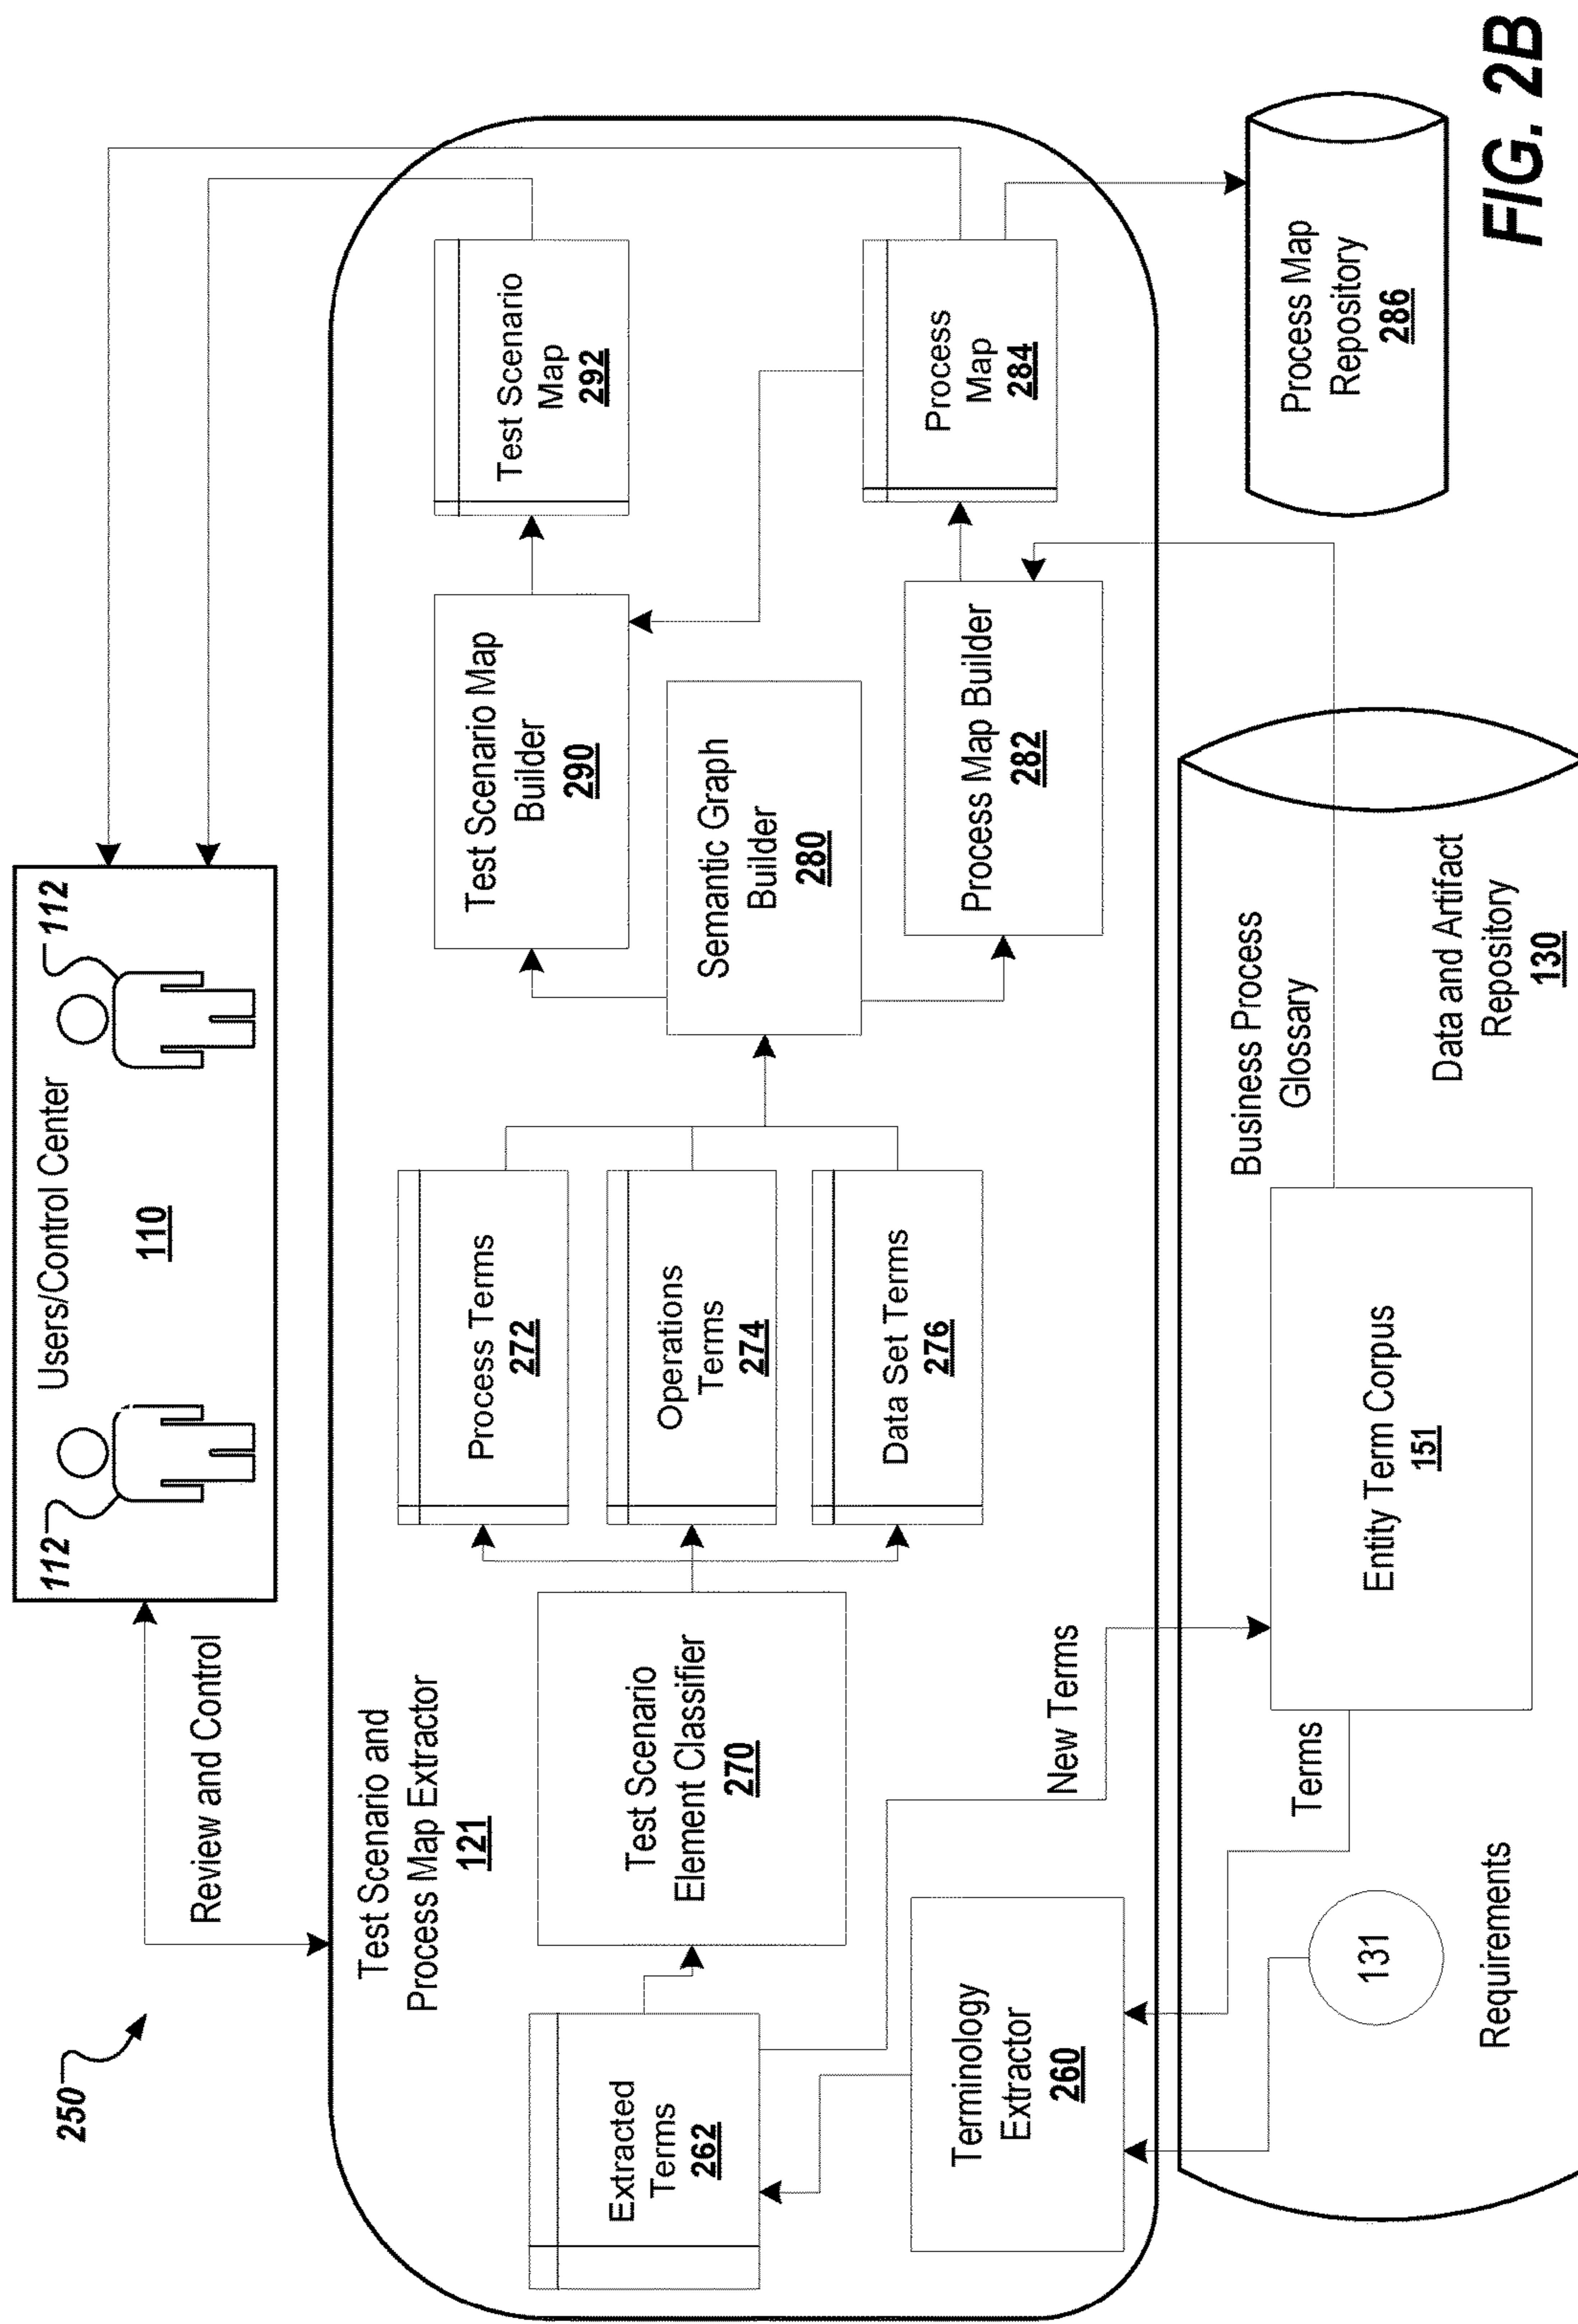 250
112
Users/Control Center
110
112
Review and Control
Test Scenario and
Process Map Extractor
121
Extracted
Terms
262
Test Scenario
Element Classifier
270
Process Terms
272
Operations
Terms
274
Data Set Terms
276
Semantic Graph
Builder
280
Test Scenario Map
Builder
290
Test Scenario
Map
292
Process Map Builder
282
Process
Map
284
Terminology
Extractor
260
New Terms
Terms
131
Requirements
Entity Term Corpus
151
Business Process
Glossary
Data and Artifact
Repository
130
Process Map
Repository
286
FIG. 2B